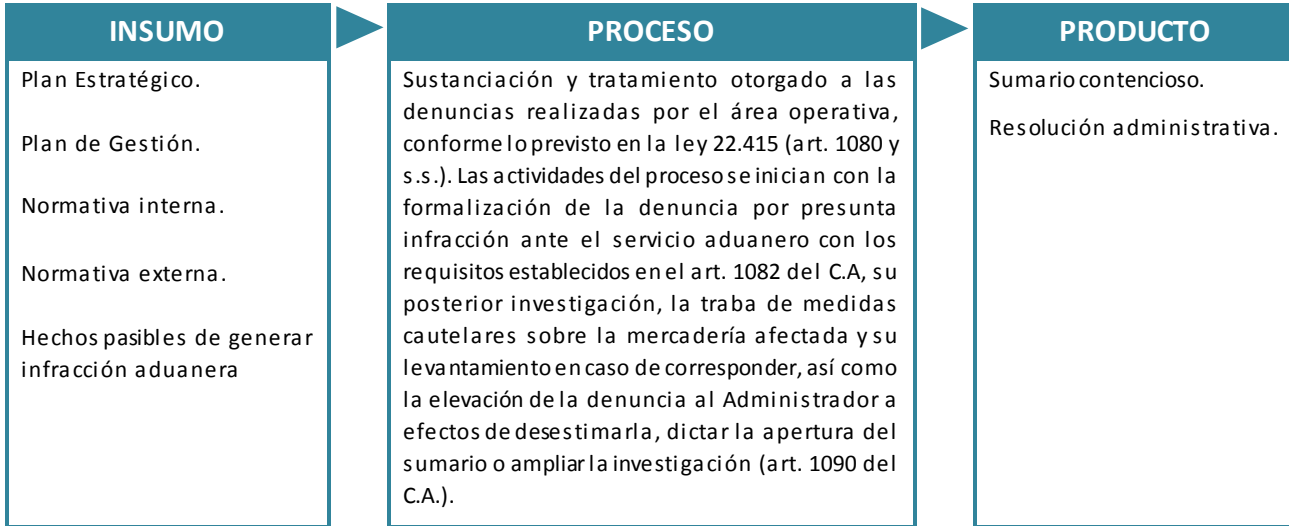 INSUMO
Plan Estratégico.
Plan de Gestión.
Normativa interna.
Normativa externa.
Hechos pasibles de generar
infracción aduanera
PROCESO
Sustanciación y tratamiento otorgado a las
denuncias realizadas por el área operativa,
conforme lo previsto en la ley 22.415 (art. 1080 y
s.s.). Las actividades del proceso se inician con la
formalización de la denuncia por presunta
infracción ante el servicio aduanero con los
requisitos establecidos en el art. 1082 del C.A, su
posterior investigación, la traba de medidas
cautelares sobre la mercadería afectada y su
levantamiento en caso de corresponder, así como
la elevación de la denuncia al Administrador a
efectos de desestimarla, dictar la apertura del
sumario o ampliar la investigación (art. 1090 del
C.A.).
PRODUCTO
Sumario contencioso.
Resolución administrativa.